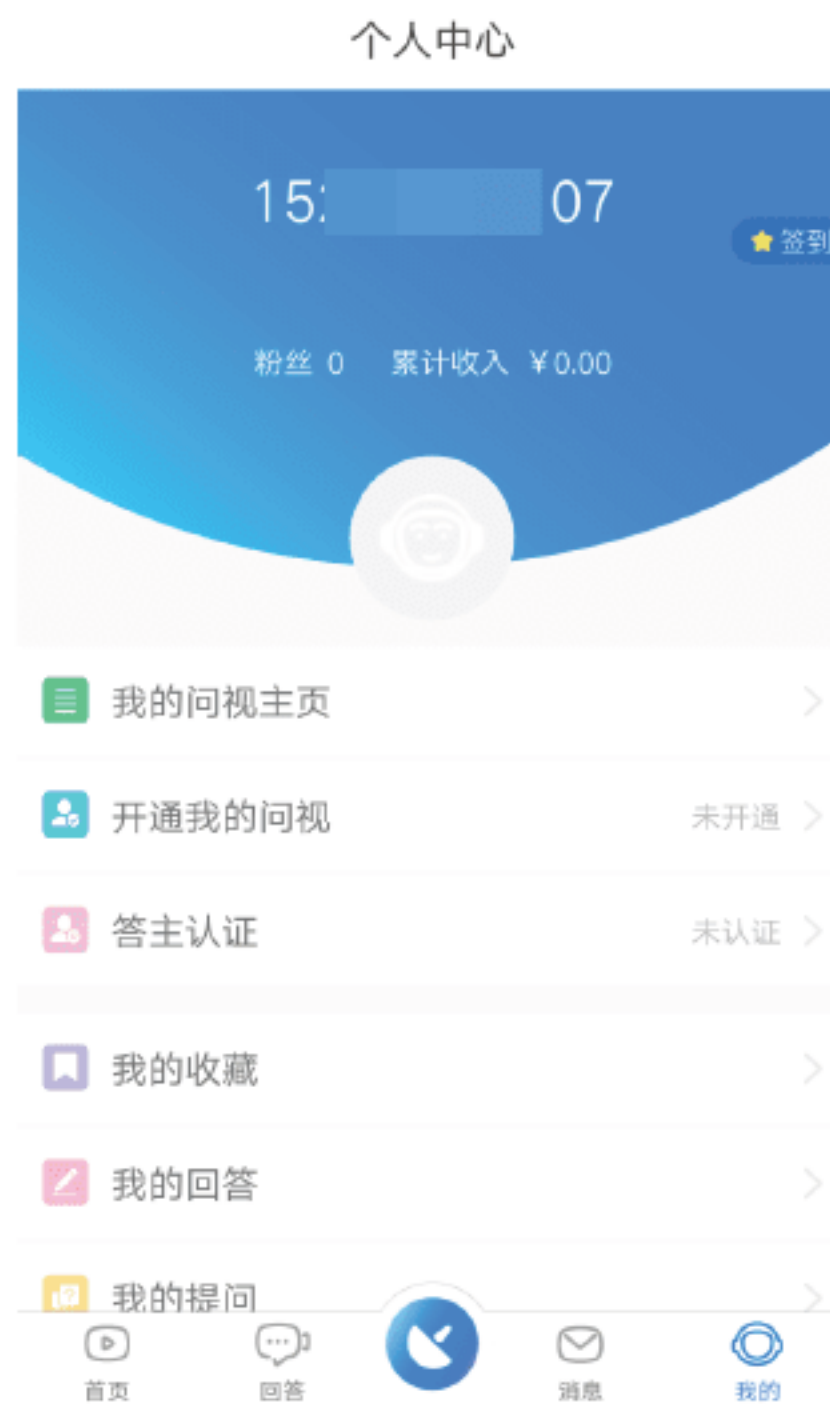 个人中心
15 07
签到
粉丝 0 累计收入 ￥0.00
我的问视主页
开通我的问视 未开通
答主认证 未认证
我的收藏
我的回答
我的提问
首页 回答 消息 我的